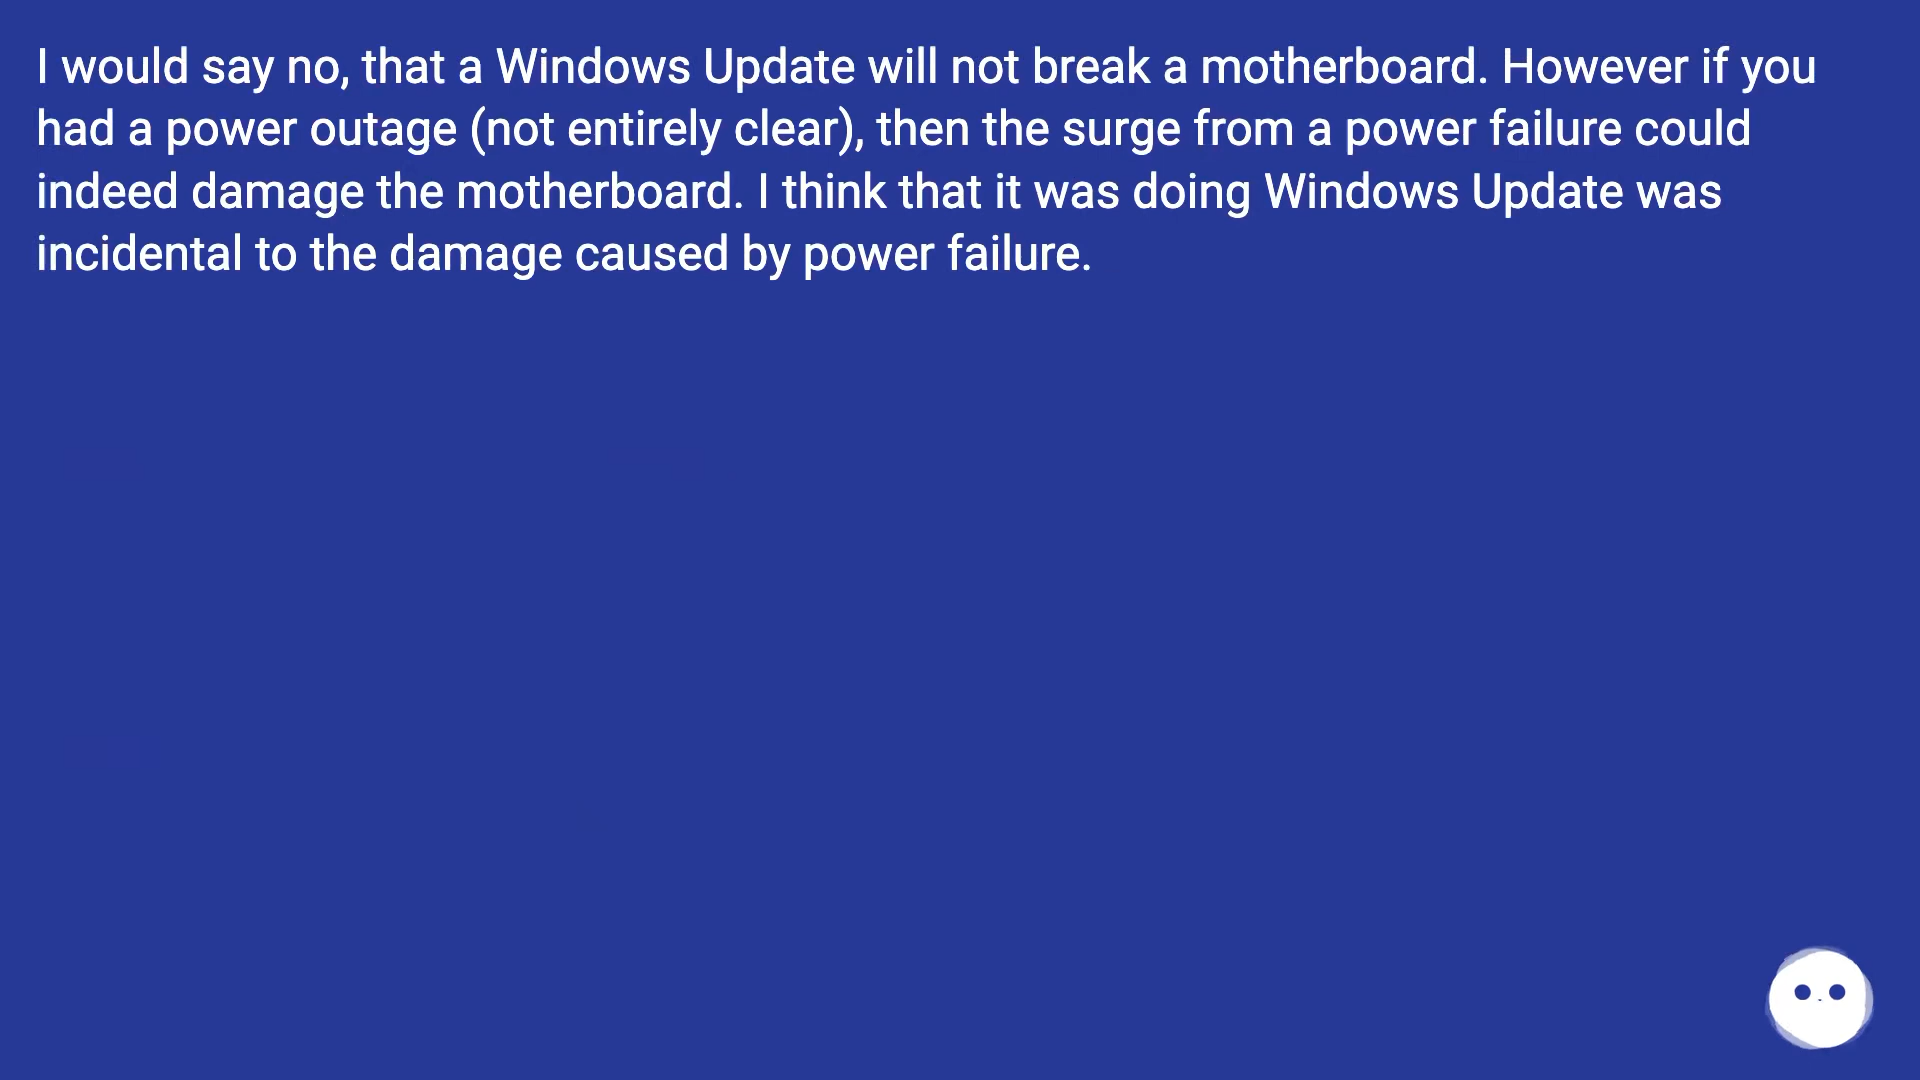 I would say no, that a Windows Update will not break a motherboard. However if you
had a power outage (not entirely clear), then the surge from a power failure could
indeed damage the motherboard. I think that it was doing Windows Update was
incidental to the damage caused by power failure.